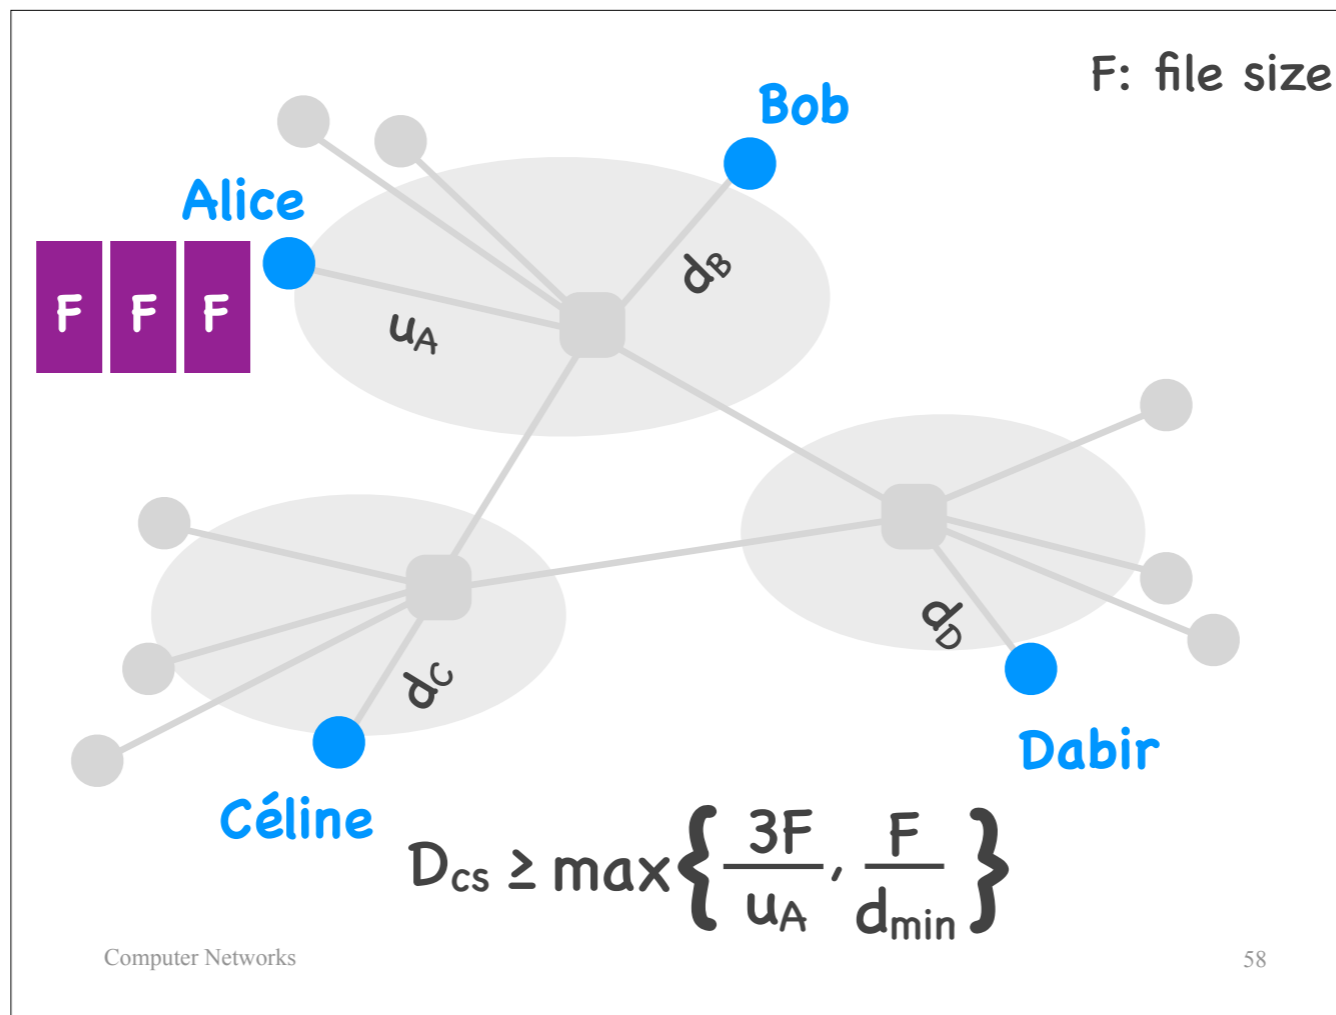 F: file size
Bob
Alice
F F F
dB
uA
dC
dD
Dabir
Céline
Dcs ≥ max{3F/uA, F/dmin}
Computer Networks
58